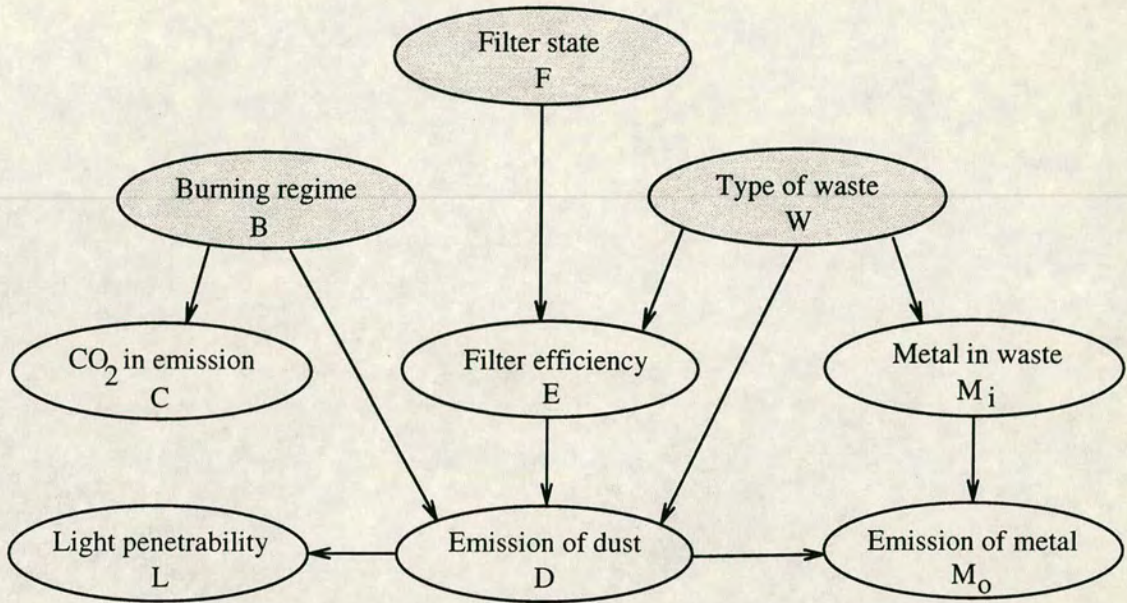 Filter state
F
Burning regime
B
Type of waste
W
CO₂ in emission
C
Filter efficiency
E
Metal in waste
Mᵢ
Light penetrability
L
Emission of dust
D
Emission of metal
Mₒ